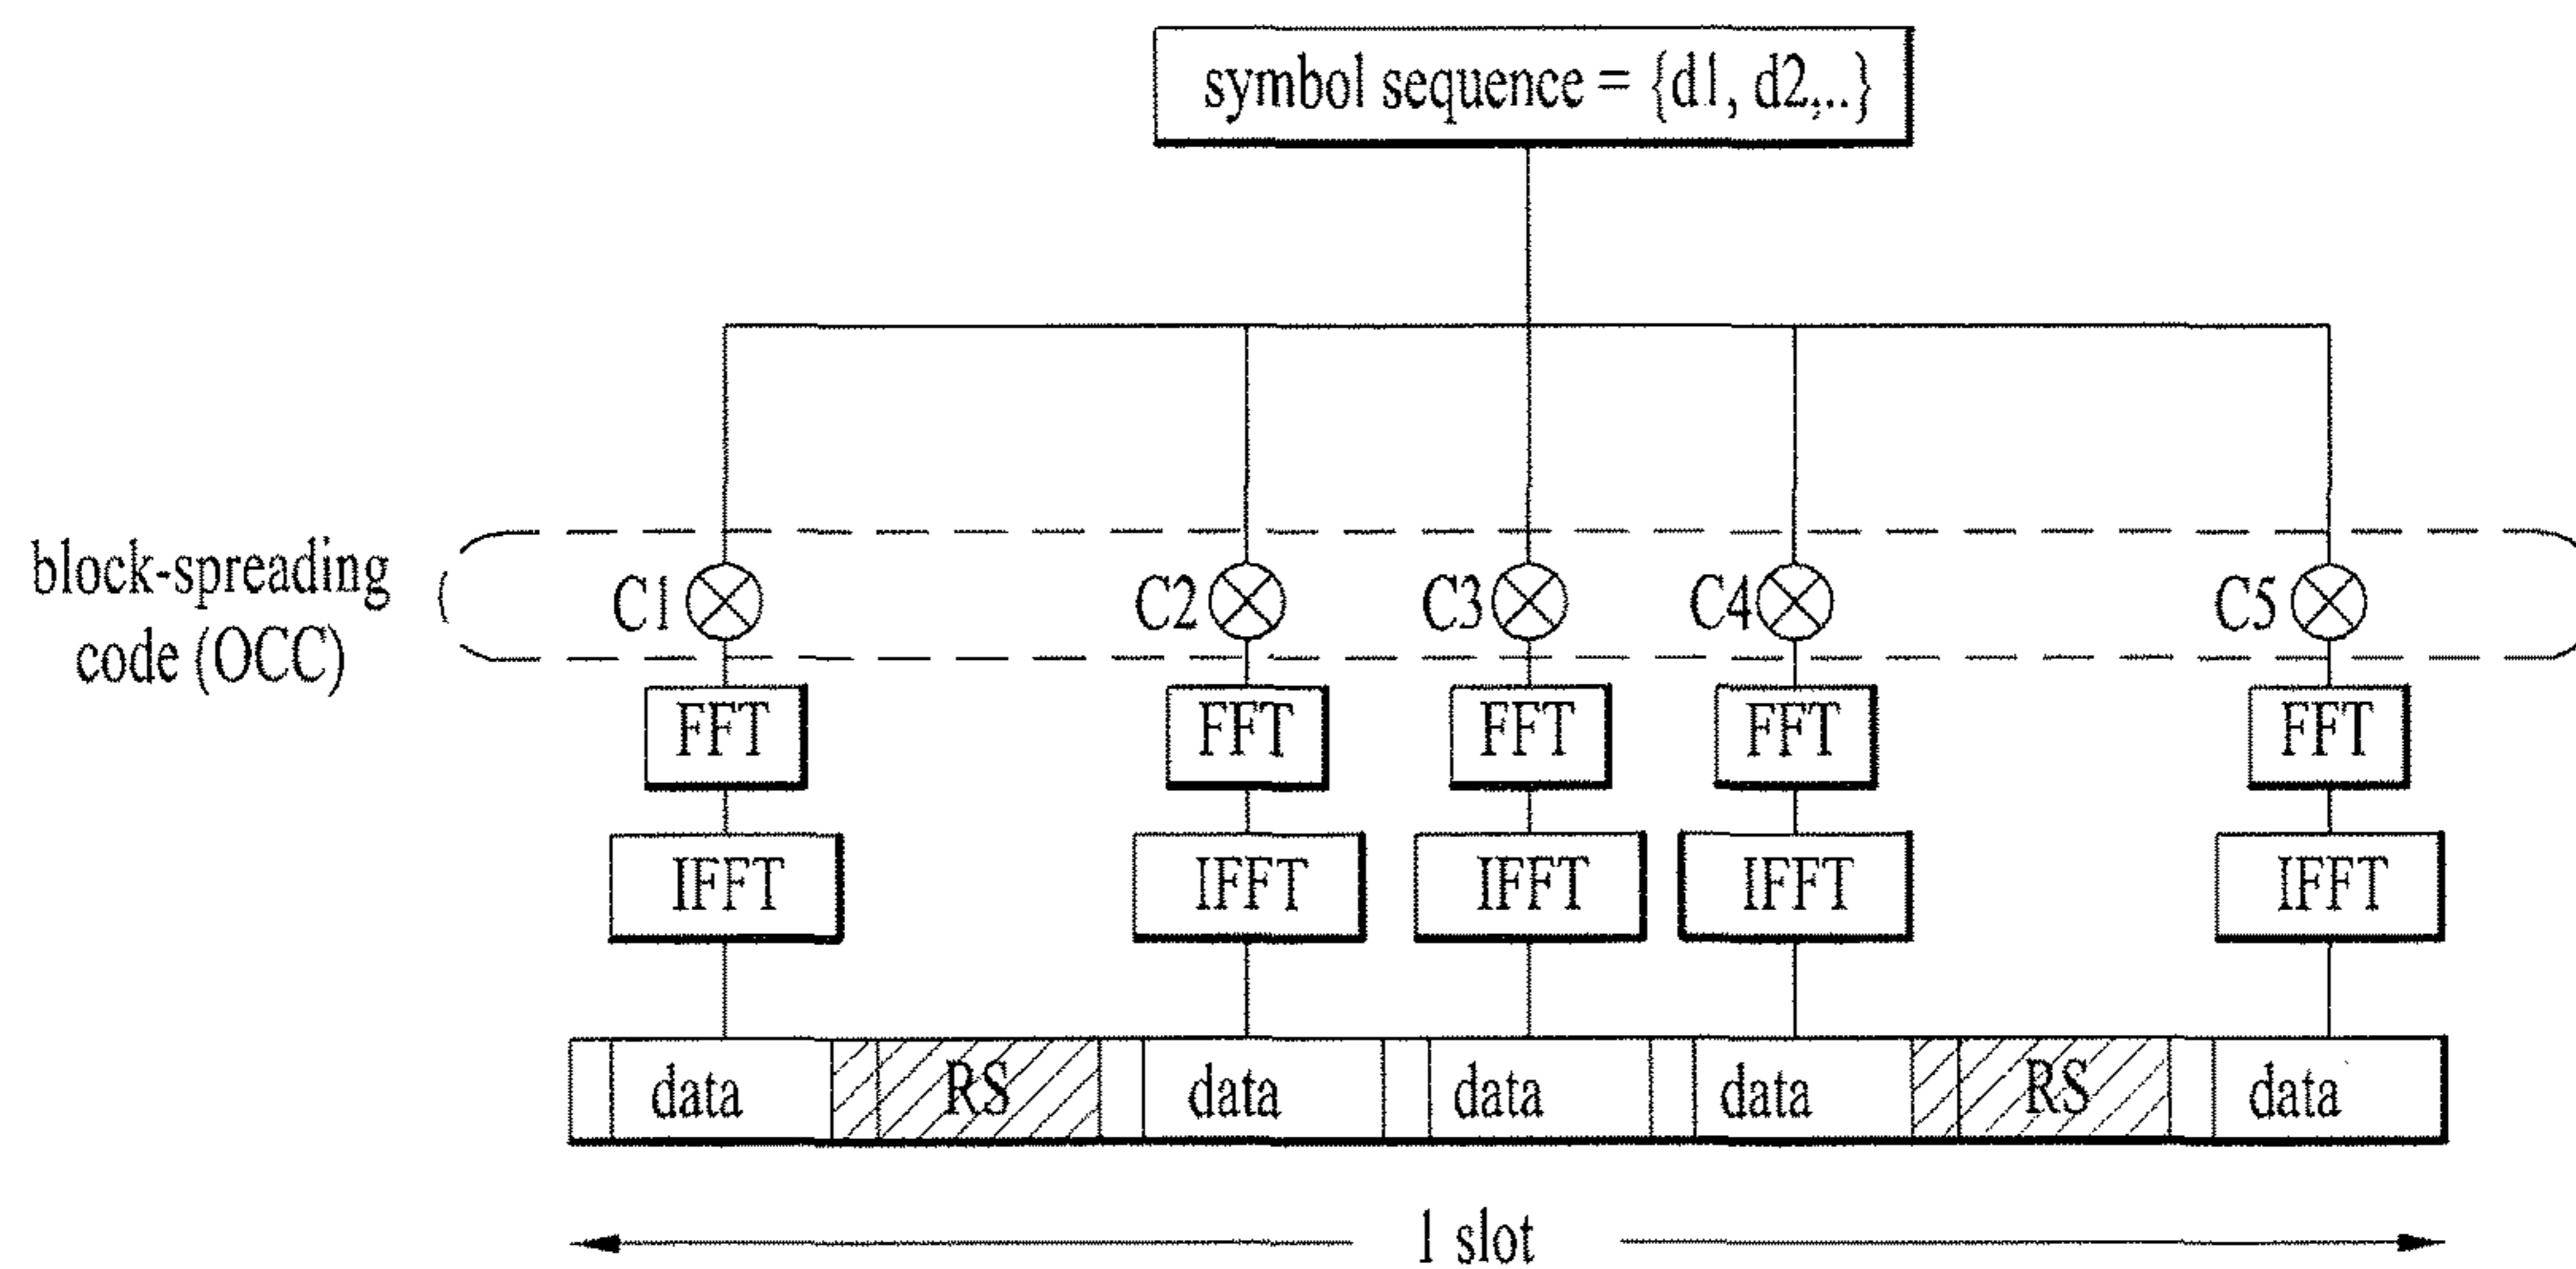 symbol sequence = {d1, d2,..}
block-spreading
code (OCC)
C1 C2 C3 C4 C5
FFT FFT FFT FFT FFT
IFFT IFFT IFFT IFFT IFFT
data RS data data data RS data
1 slot